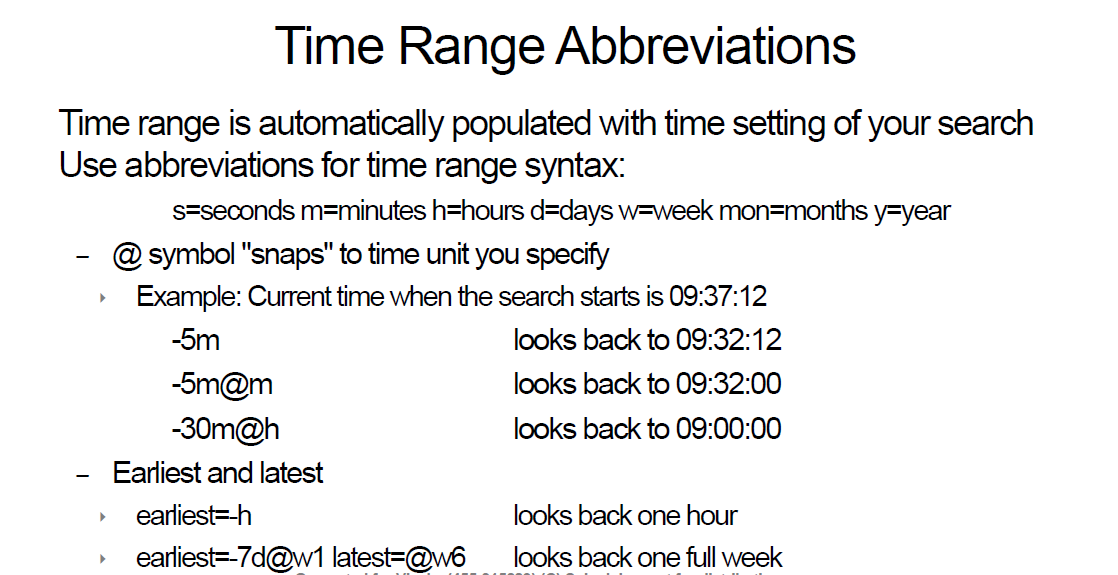 Time Range Abbreviations
Time range is automatically populated with time setting of your search
Use abbreviations for time range syntax:
s=seconds m=minutes h=hours d=days w=week mon=months y=year
– @ symbol "snaps" to time unit you specify
Example: Current time when the search starts is 09:37:12
-5m looks back to 09:32:12
-5m@m looks back to 09:32:00
-30m@h looks back to 09:00:00
– Earliest and latest
earliest=-h looks back one hour
earliest=-7d@w1 latest=@w6 looks back one full week